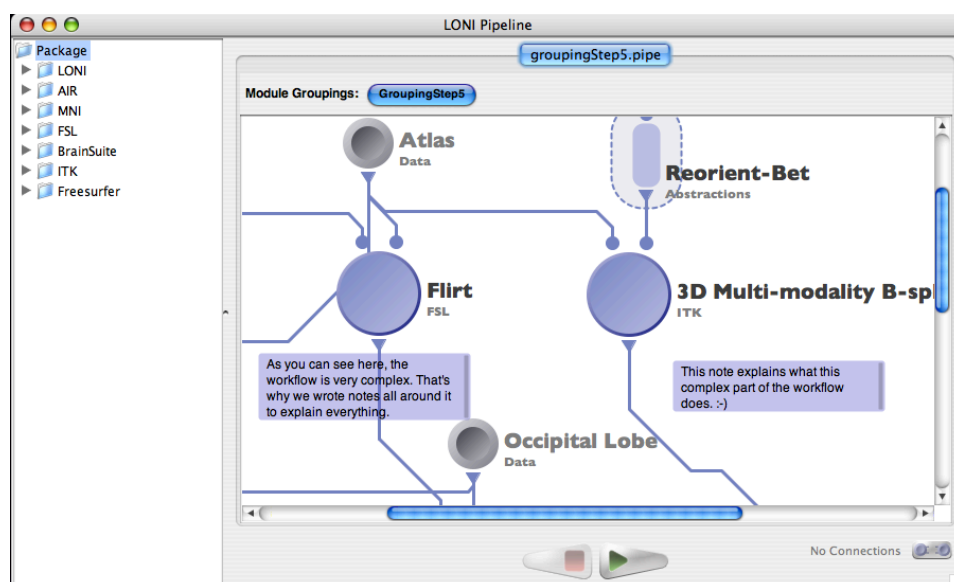 LONI Pipeline
Package
LONI
AIR
MNI
FSL
BrainSuite
ITK
Freesurfer
groupingStep5.pipe
Module Groupings: GroupingStep5
Atlas
Data
Reorient-Bet
Abstractions
Flirt
FSL
3D Multi-modality B-spl
ITK
As you can see here, the
workflow is very complex. That's
why we wrote notes all around it
to explain everything.
This note explains what this
complex part of the workflow
does. :-)
Occipital Lobe
Data
No Connections